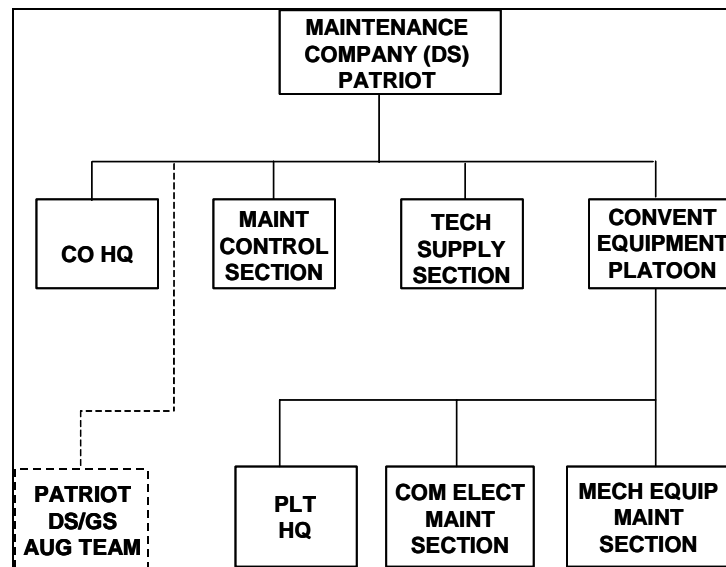 MAINTENANCE
COMPANY (DS)
PATRIOT
CO HQ
MAINT
CONTROL
SECTION
TECH
SUPPLY
SECTION
CONVENT
EQUIPMENT
PLATOON
PATRIOT
DS/GS
AUG TEAM
PLT
HQ
COM ELECT
MAINT
SECTION
MECH EQUIP
MAINT
SECTION